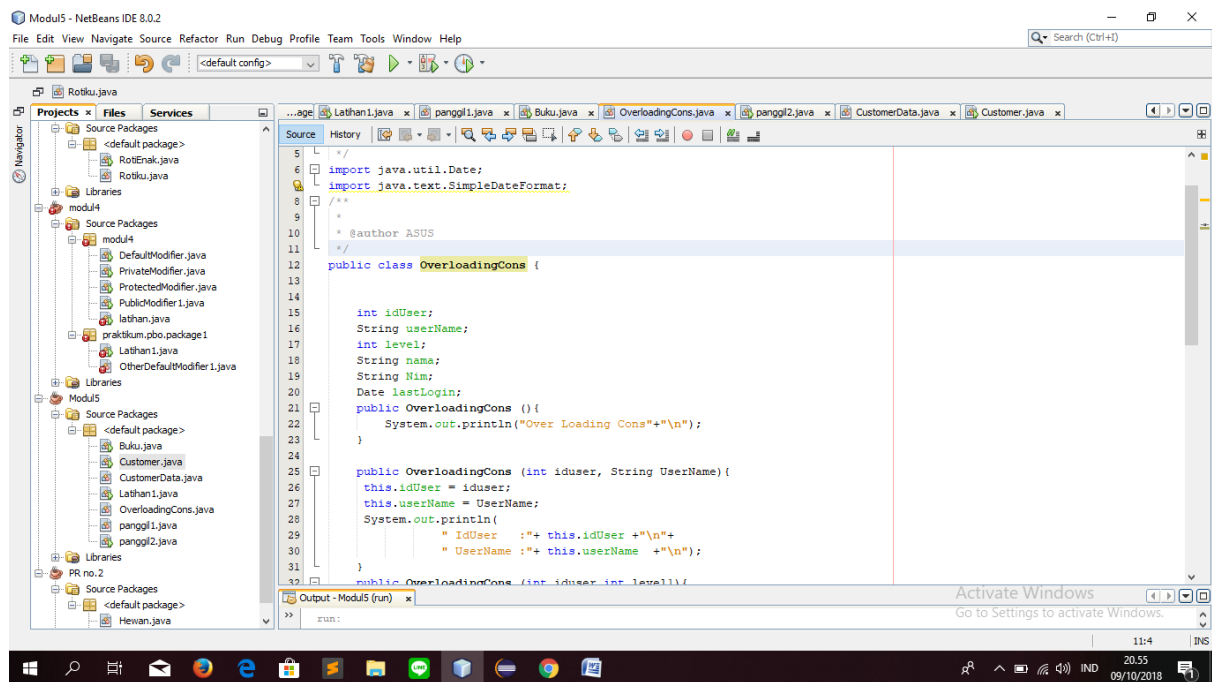 Modul5 - NetBeans IDE 8.0.2
File Edit View Navigate Source Refactor Run Debug Profile Team Tools Window Help
Search (Ctrl+I)
<default config>
Rotiku.java
Projects Files Services
Navigator
Source Packages
<default package>
RotiEnak.java
Rotiku.java
Libraries
modul4
Source Packages
modul4
DefaultModifier.java
PrivateModifier.java
ProtectedModifier.java
PublicModifier1.java
latihan.java
praktikum.pbo.package1
Latihan1.java
OtherDefaultModifier1.java
Libraries
Modul5
Source Packages
<default package>
Buku.java
Customer.java
CustomerData.java
Latihan1.java
OverloadingCons.java
panggil1.java
panggil2.java
Libraries
PR no.2
Source Packages
<default package>
Hewan.java
...age Latihan1.java panggil1.java Buku.java OverloadingCons.java panggil2.java CustomerData.java Customer.java
Source History
5 */
6 import java.util.Date;
import java.text.SimpleDateFormat;
8 /**
9 *
10 * @author ASUS
11 */
12 public class OverloadingCons {
13
14
15 int idUser;
16 String userName;
17 int level;
18 String nama;
19 String Nim;
20 Date lastLogin;
21 public OverloadingCons (){
22 System.out.println("Over Loading Cons"+"\n");
23 }
24
25 public OverloadingCons (int iduser, String UserName){
26 this.idUser = iduser;
27 this.userName = UserName;
28 System.out.println(
29 " IdUser :"+ this.idUser +"\n"+
30 " UserName :"+ this.userName +"\n");
31 }
32 public OverloadingCons (int iduser,int levell){
Output - Modul5 (run)
run:
Activate Windows
Go to Settings to activate Windows.
11:4 INS
IND
20.55
09/10/2018